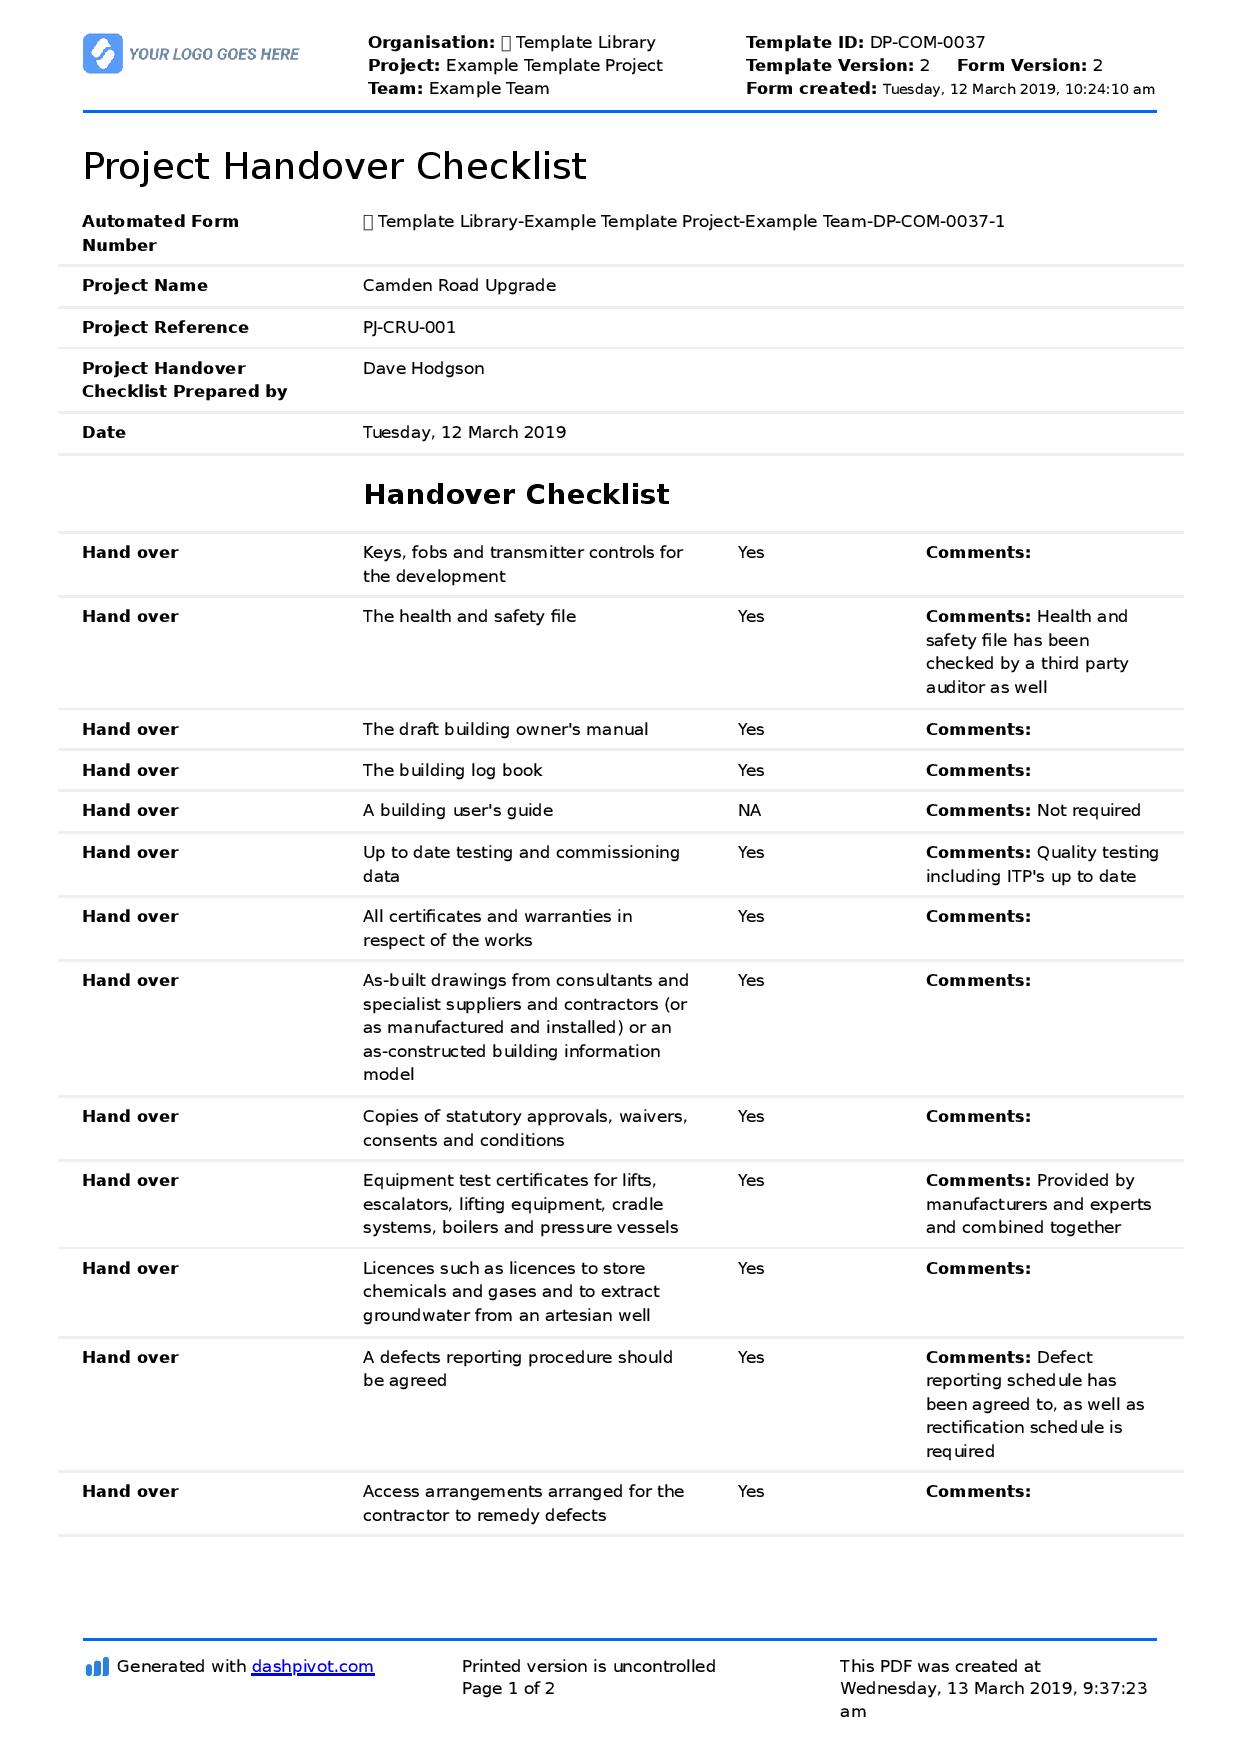 YOUR LOGO GOES HERE
Organisation: Template Library
Project: Example Template Project
Team: Example Team
Template ID: DP-COM-0037
Template Version: 2 Form Version: 2
Form created: Tuesday, 12 March 2019, 10:24:10 am
Project Handover Checklist
Automated Form
Number
Template Library-Example Template Project-Example Team-DP-COM-0037-1
Project Name
Camden Road Upgrade
Project Reference
PJ-CRU-001
Project Handover
Checklist Prepared by
Dave Hodgson
Date
Tuesday, 12 March 2019
Handover Checklist
Hand over
Keys, fobs and transmitter controls for
the development
Yes
Comments:
Hand over
The health and safety file
Yes
Comments: Health and
safety file has been
checked by a third party
auditor as well
Hand over
The draft building owner's manual
Yes
Comments:
Hand over
The building log book
Yes
Comments:
Hand over
A building user's guide
NA
Comments: Not required
Hand over
Up to date testing and commissioning
data
Yes
Comments: Quality testing
including ITP's up to date
Hand over
All certificates and warranties in
respect of the works
Yes
Comments:
Hand over
As-built drawings from consultants and
specialist suppliers and contractors (or
as manufactured and installed) or an
as-constructed building information
model
Yes
Comments:
Hand over
Copies of statutory approvals, waivers,
consents and conditions
Yes
Comments:
Hand over
Equipment test certificates for lifts,
escalators, lifting equipment, cradle
systems, boilers and pressure vessels
Yes
Comments: Provided by
manufacturers and experts
and combined together
Hand over
Licences such as licences to store
chemicals and gases and to extract
groundwater from an artesian well
Yes
Comments:
Hand over
A defects reporting procedure should
be agreed
Yes
Comments: Defect
reporting schedule has
been agreed to, as well as
rectification schedule is
required
Hand over
Access arrangements arranged for the
contractor to remedy defects
Yes
Comments:
Generated with dashpivot.com
Printed version is uncontrolled
Page 1 of 2
This PDF was created at
Wednesday, 13 March 2019, 9:37:23
am